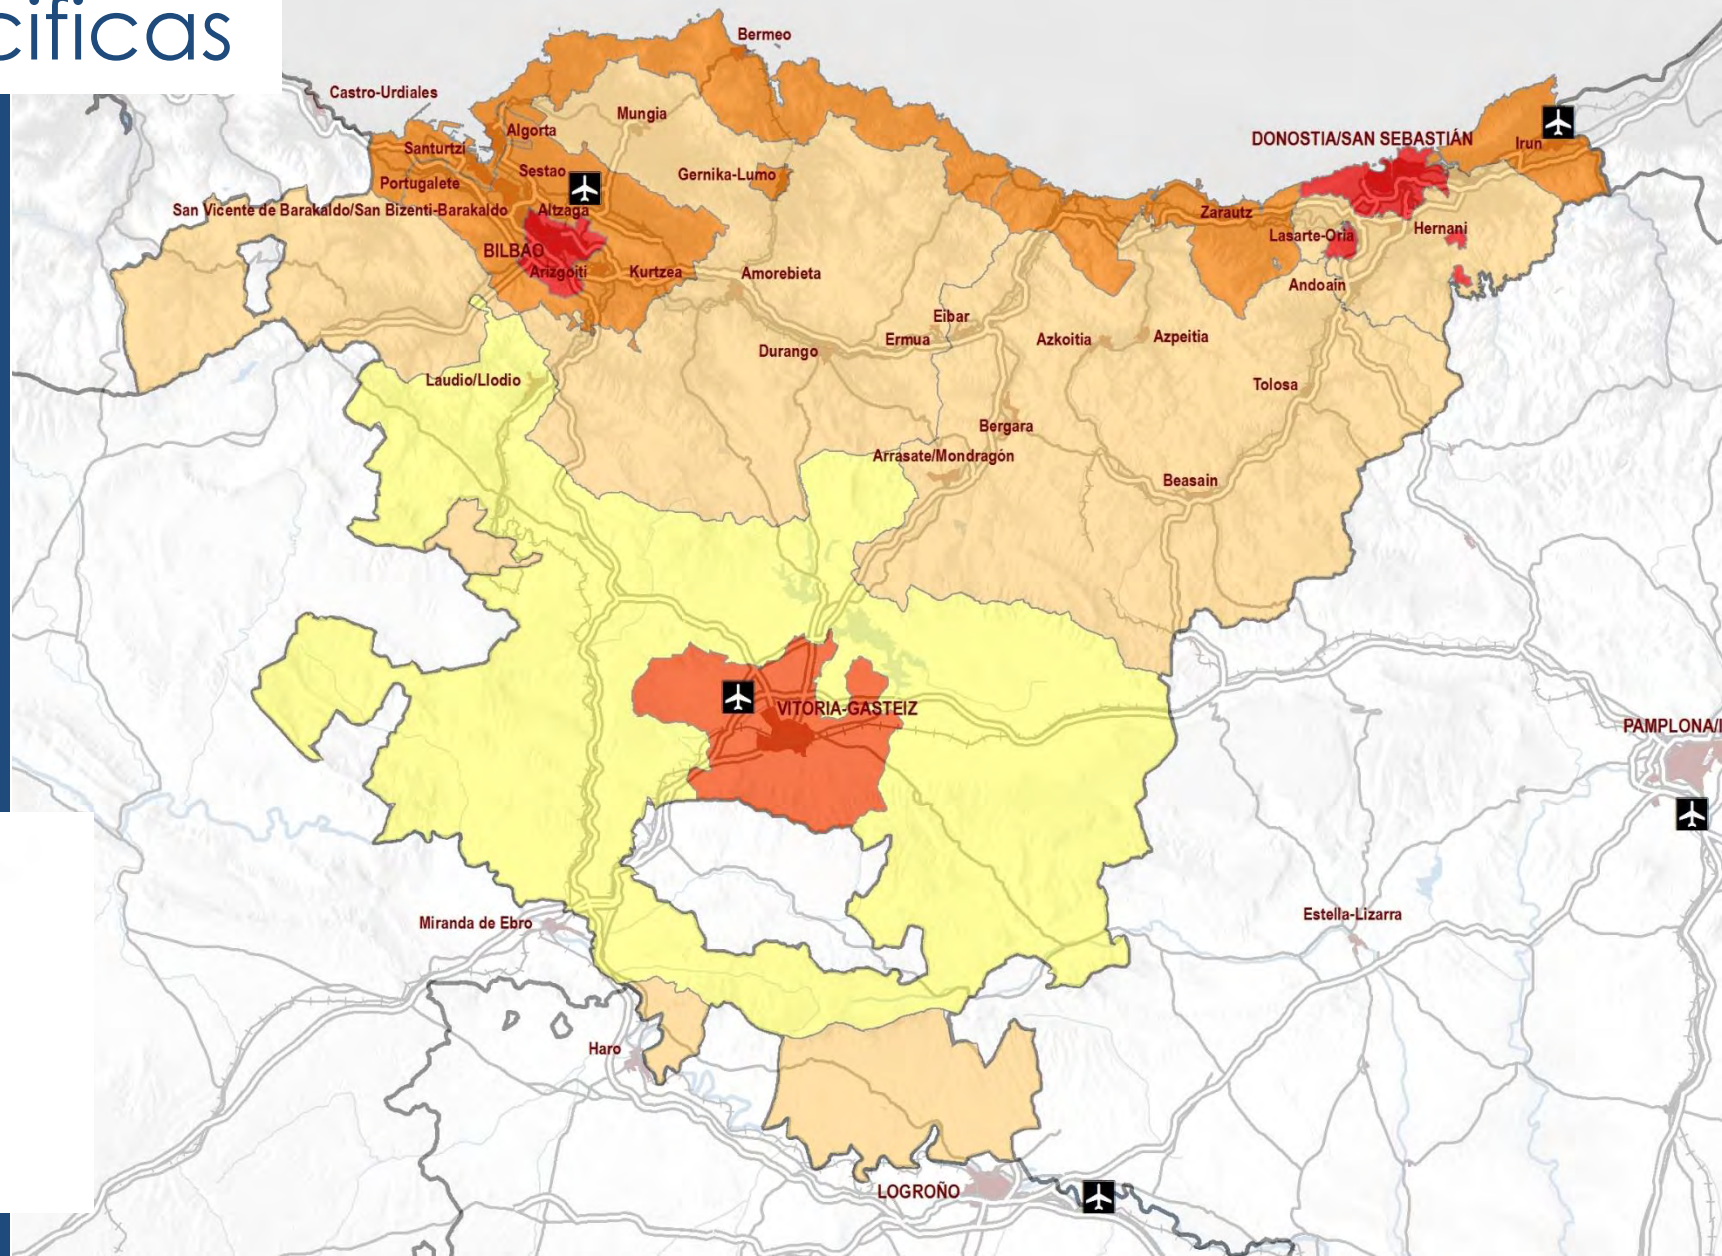 cíficas
Bermeo
Castro-Urdiales
Mungia
Algorta
DONOSTIA/SAN SEBASTIÁN
Irun
Santurtzi
Sestao
Gernika-Lumo
Portugalete
San Vicente de Barakaldo/San Bizenti-Barakaldo
Altzaga
Zarautz
Lasarte-Oria
Hernani
BILBAO
Arizgoiti
Kurtzea
Amorebieta
Andoain
Eibar
Ermua
Azkoitia
Azpeitia
Durango
Laudio/Llodio
Tolosa
Bergara
Arrasate/Mondragón
Beasain
VITORIA-GASTEIZ
PAMPLONA/I
Miranda de Ebro
Estella-Lizarra
Haro
LOGROÑO